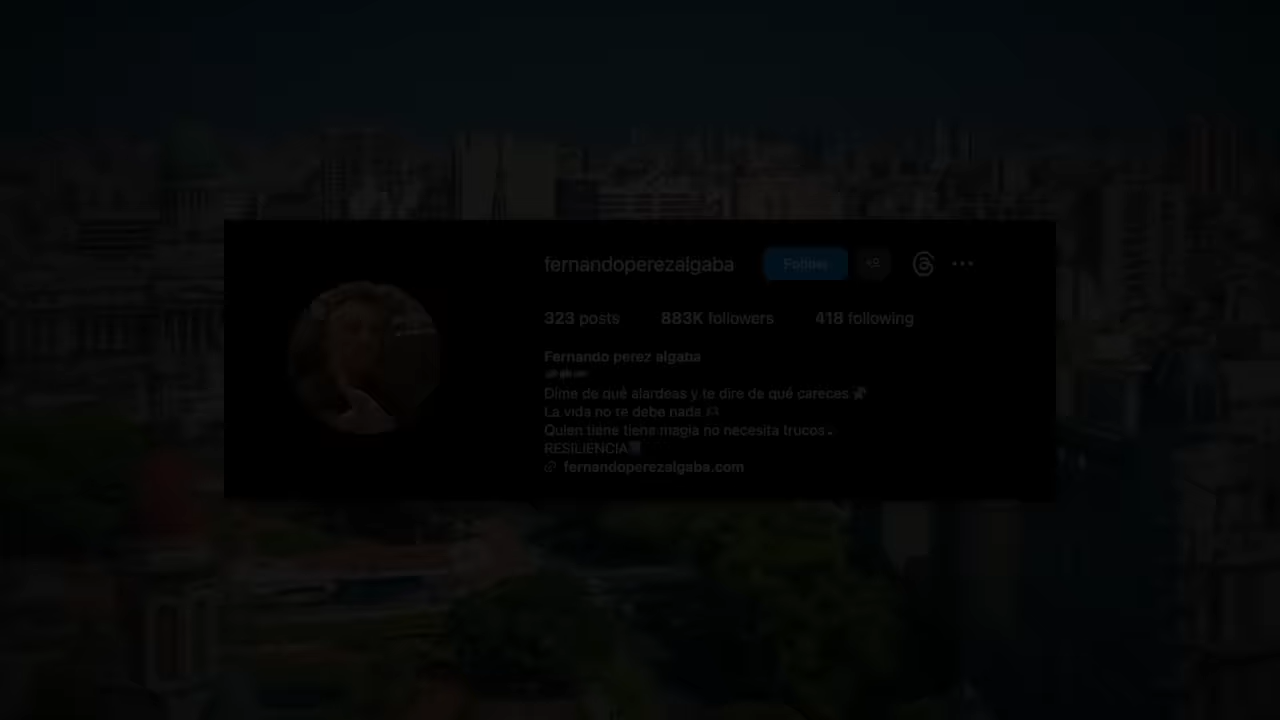 fernandoperezalgaba Follow
323 posts 883K followers 418 following
Fernando perez algaba
Dime de qué alardeas y te dire de qué careces
La vida no te debe nada
Quien tiene tiene magia no necesita trucos.
RESILIENCIA
fernandoperezalgaba.com